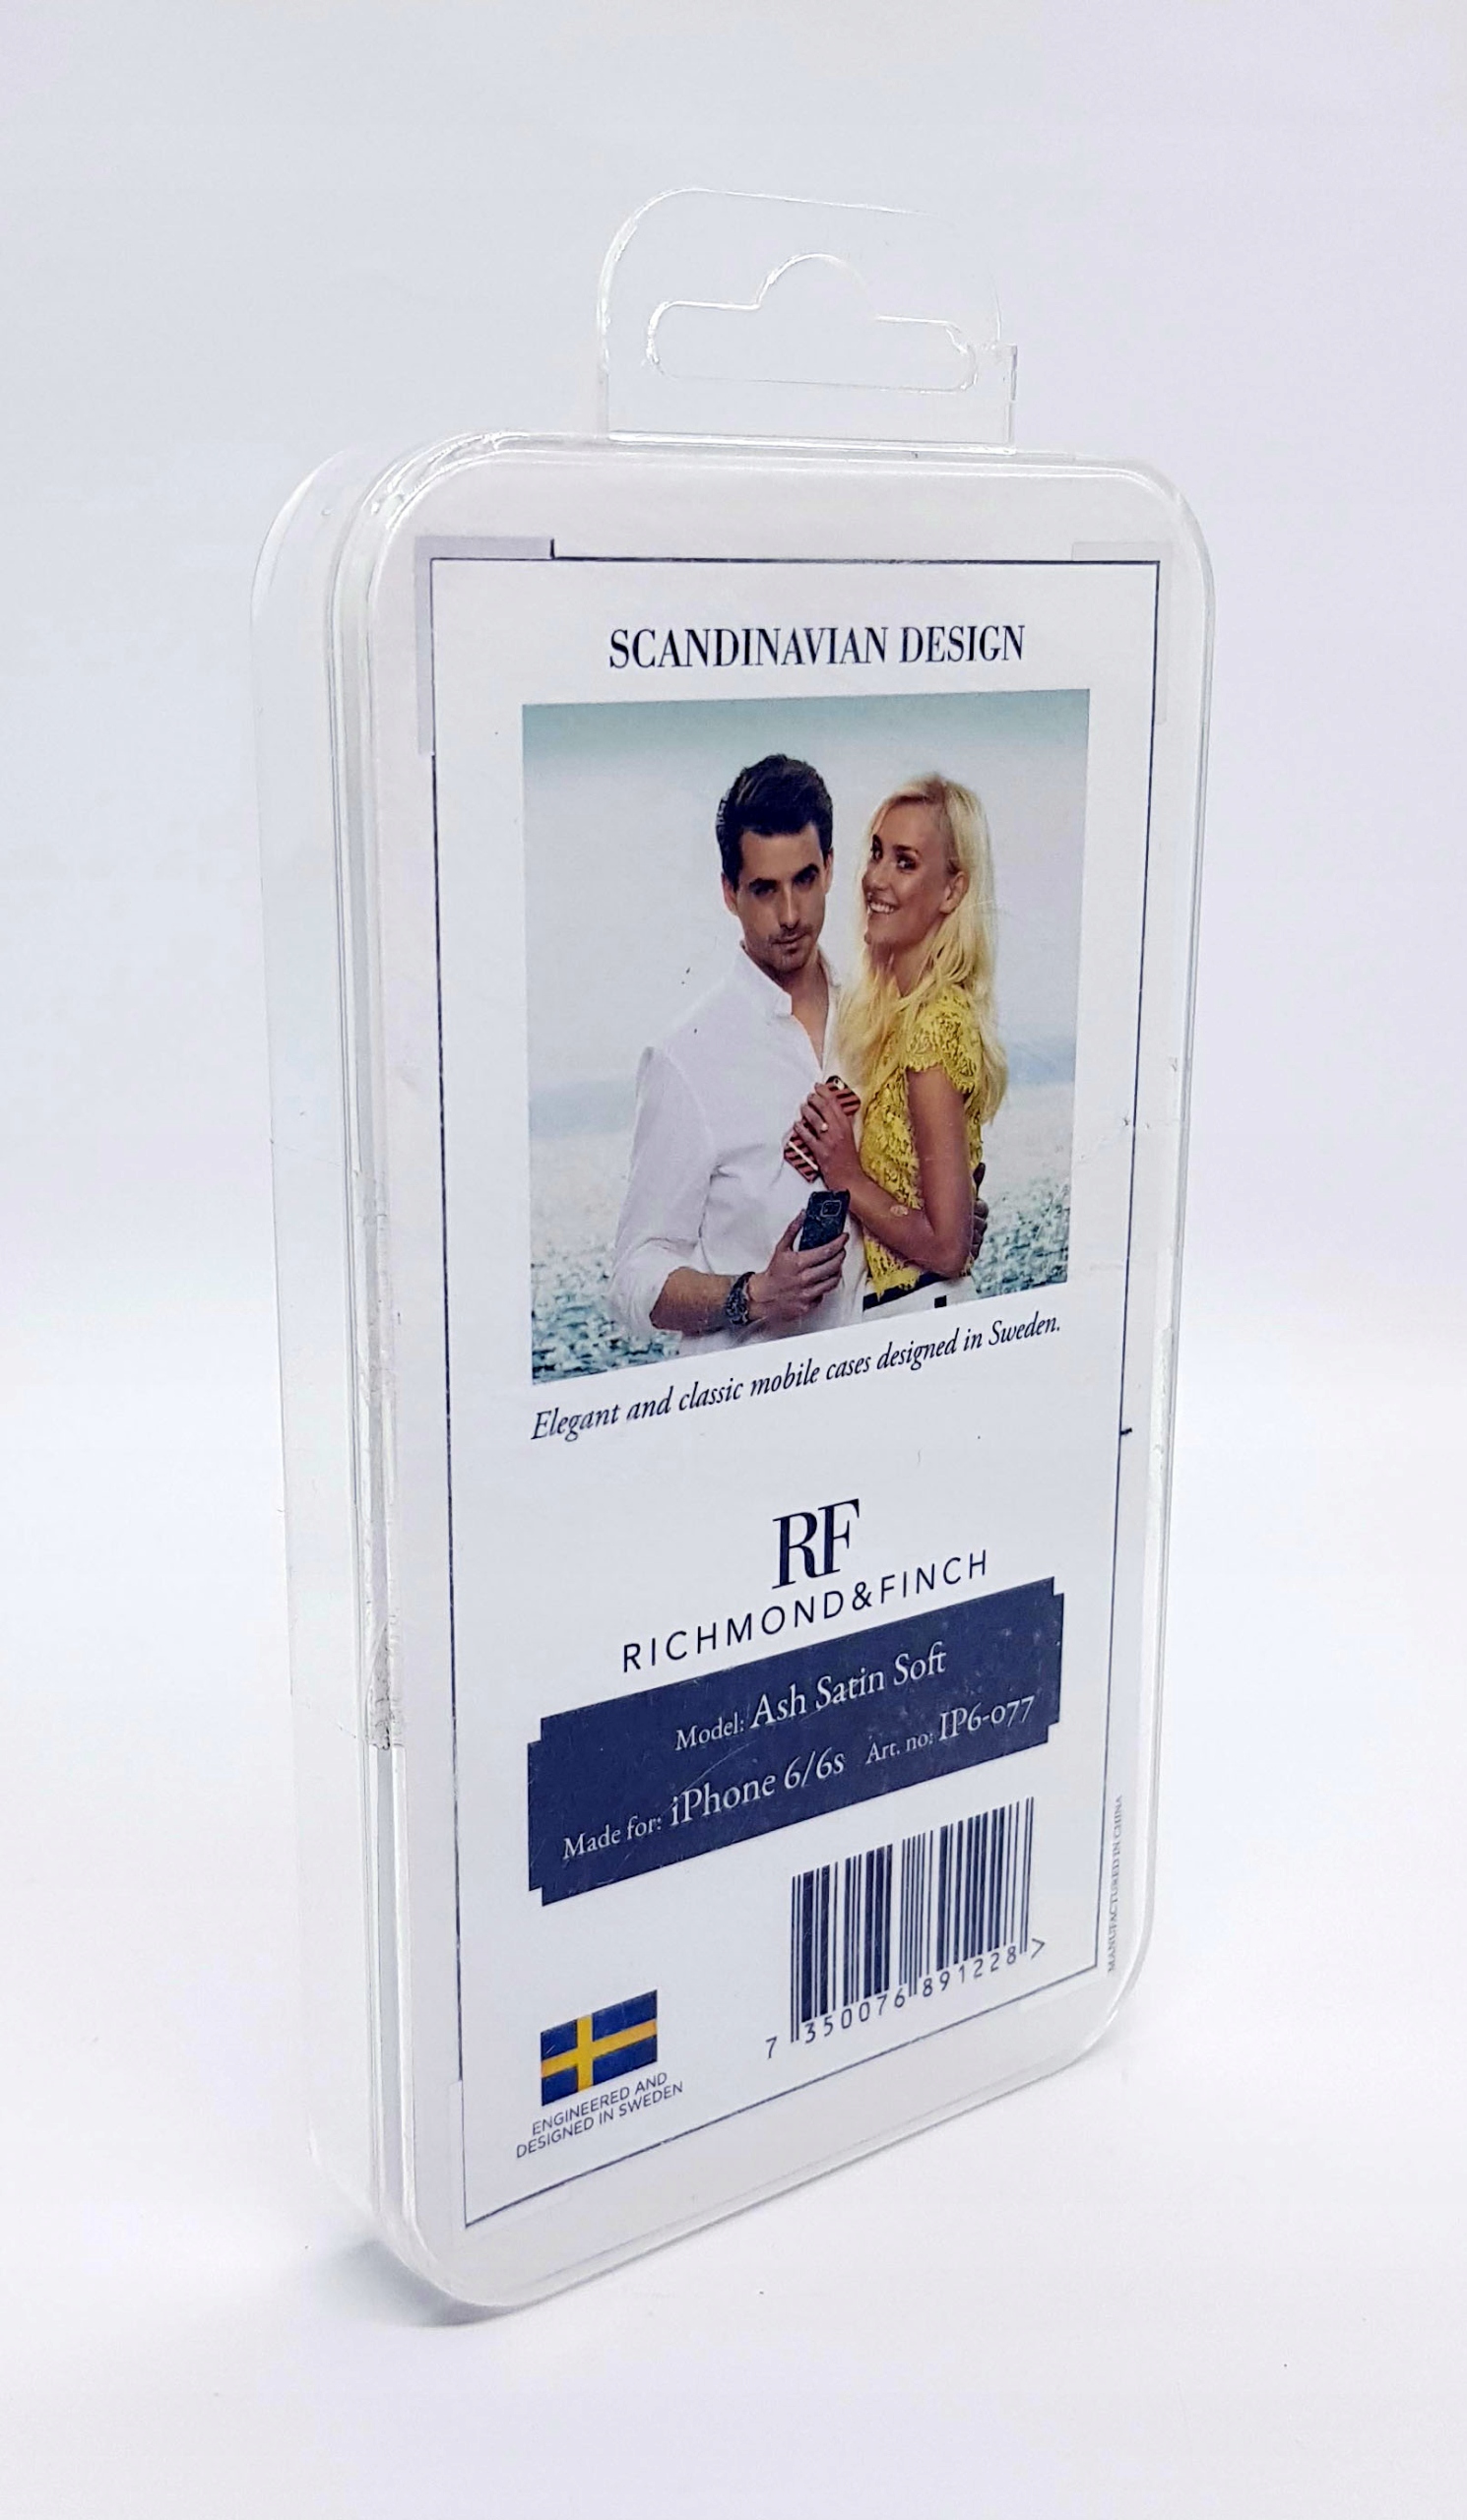 SCANDINAVIAN DESIGN
Elegant and classic mobile cases designed in Sweden.
RF
RICHMOND&FINCH
Model: Ash Satin Soft
Made for: iPhone 6/6s Art. no: IP6-077
7 350076 891228 >
ENGINEERED AND
DESIGNED IN SWEDEN
MANUFACTURED IN CHINA